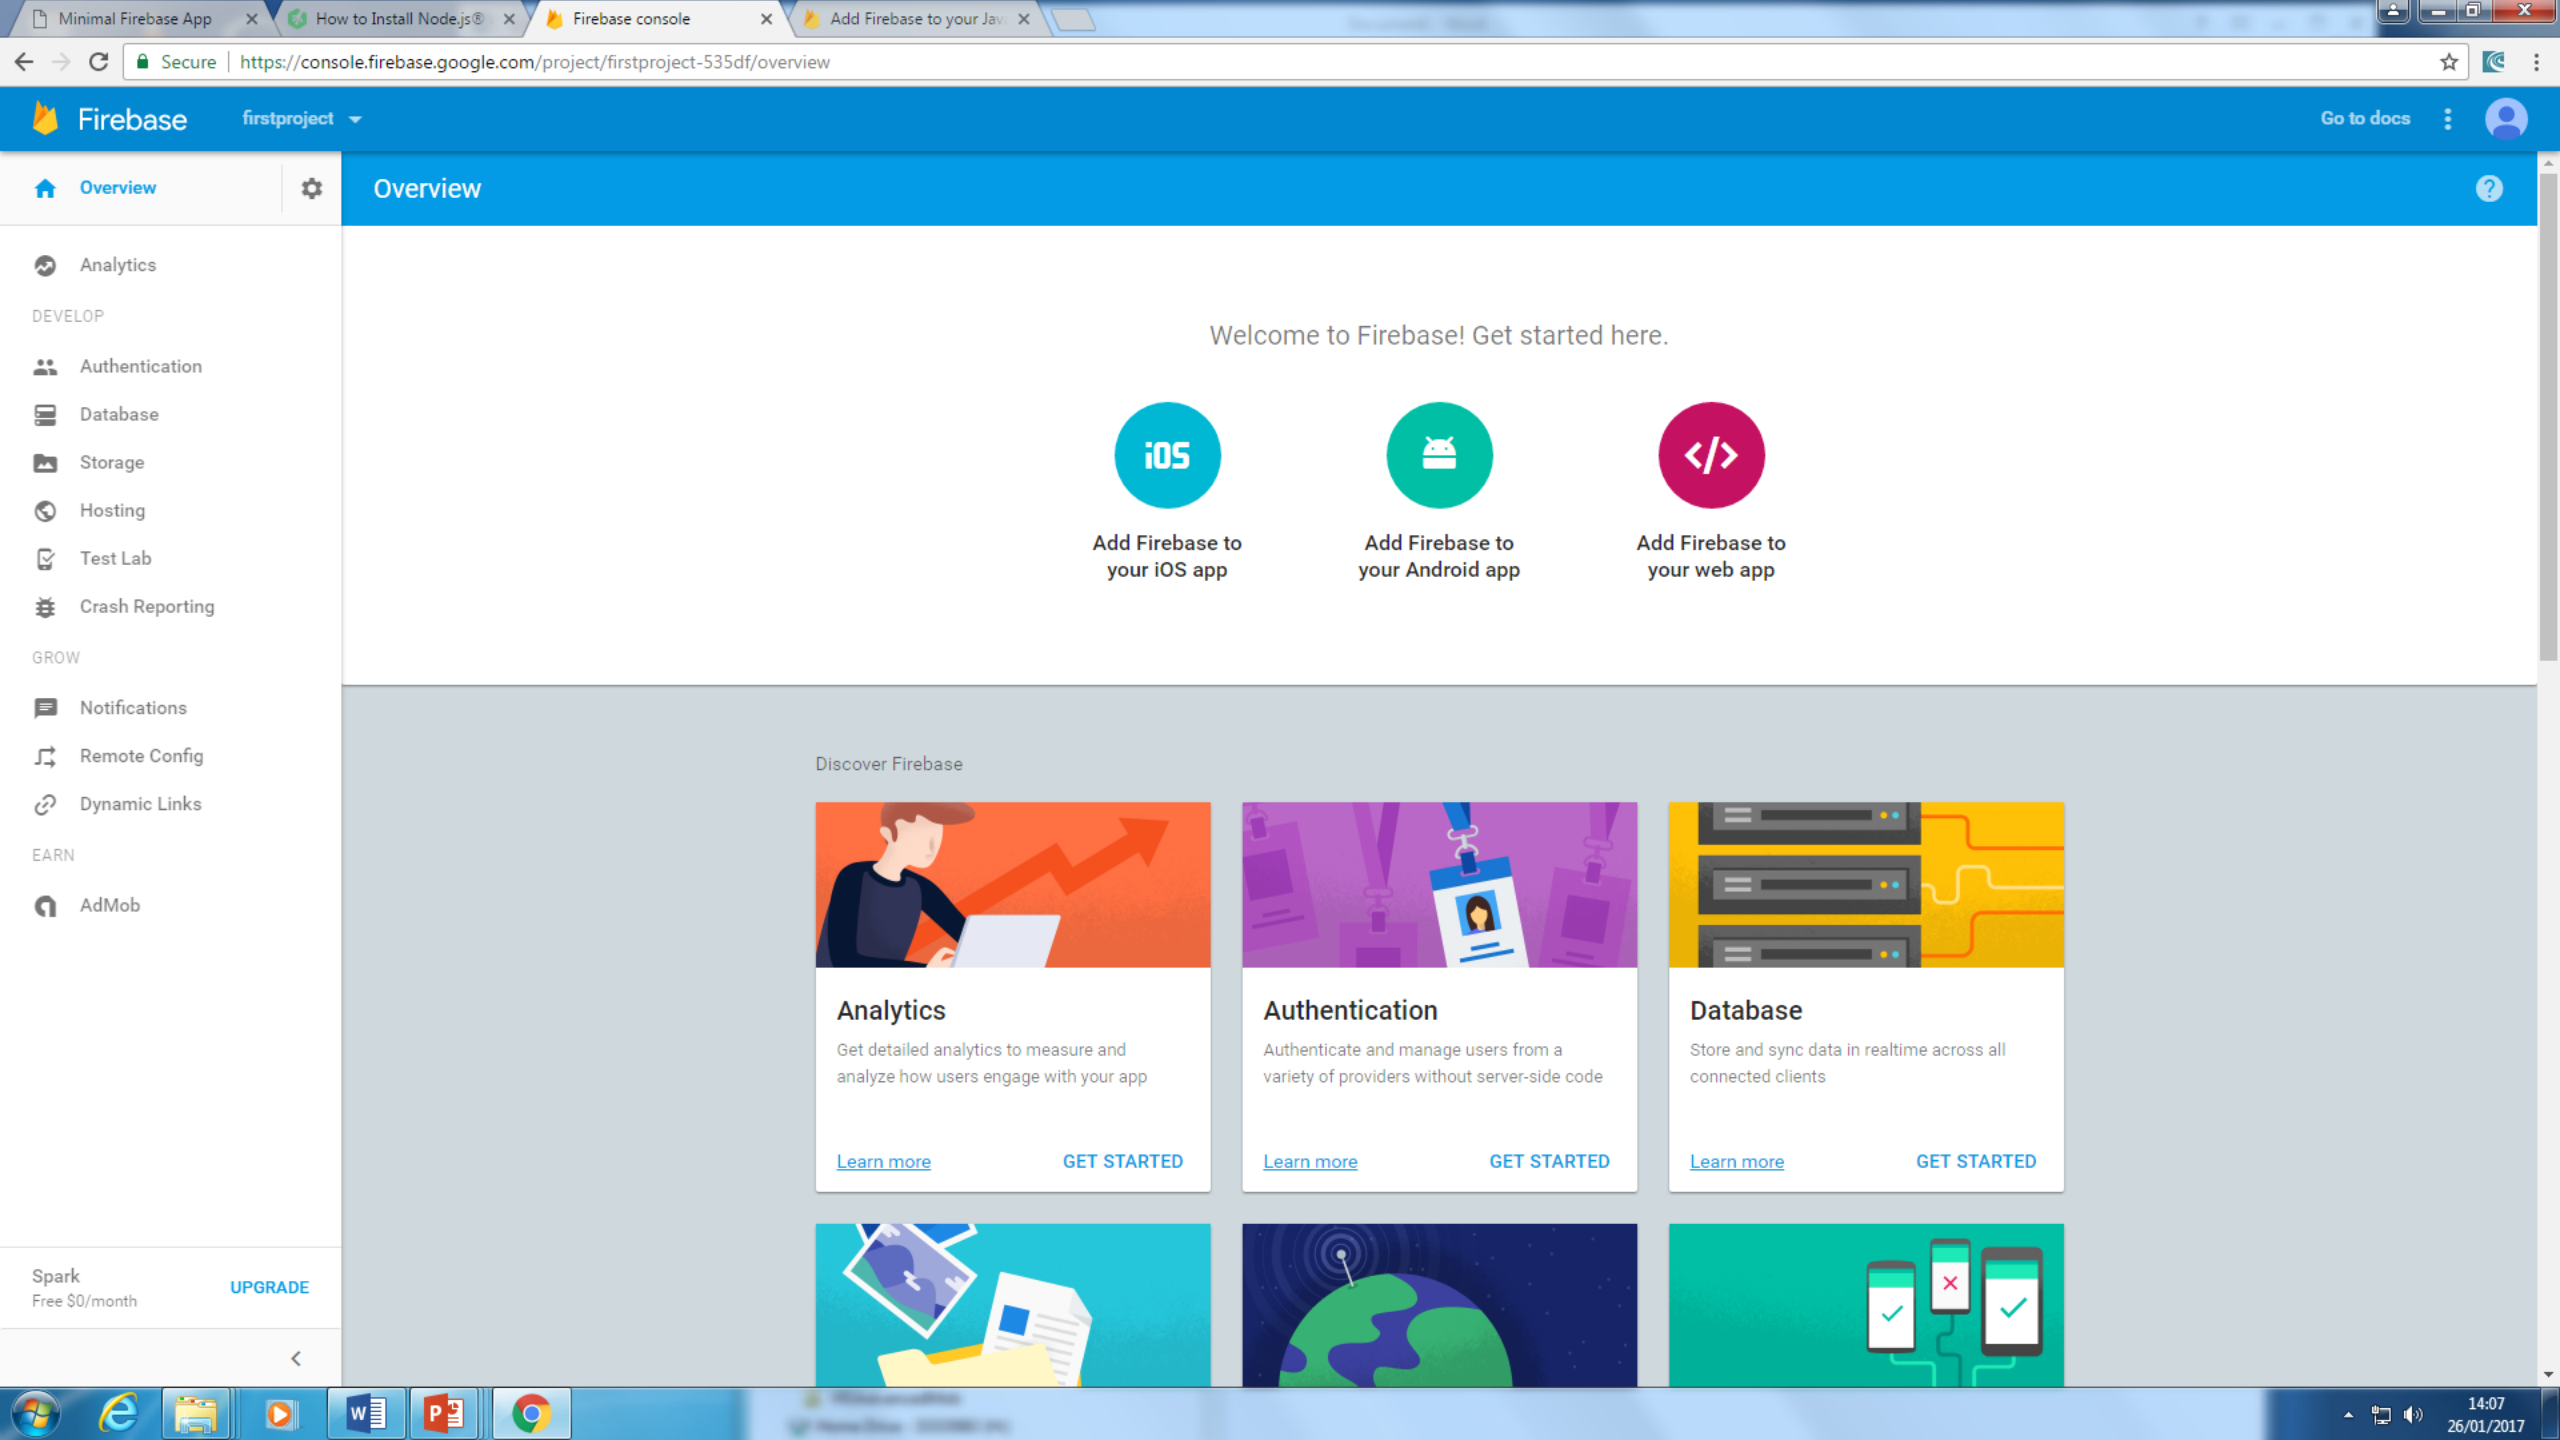 Minimal Firebase App
How to Install Node.js®
Firebase console
Add Firebase to your Jav
Secure
https://console.firebase.google.com/project/firstproject-535df/overview
Firebase
firstproject
Go to docs
Overview
Overview
Analytics
DEVELOP
Authentication
Database
Storage
Hosting
Test Lab
Crash Reporting
GROW
Notifications
Remote Config
Dynamic Links
EARN
AdMob
Spark
Free $0/month
UPGRADE
Welcome to Firebase! Get started here.
iOS
</>
Add Firebase to
your iOS app
Add Firebase to
your Android app
Add Firebase to
your web app
Discover Firebase
Analytics
Get detailed analytics to measure and
analyze how users engage with your app
Learn more
GET STARTED
Authentication
Authenticate and manage users from a
variety of providers without server-side code
Learn more
GET STARTED
Database
Store and sync data in realtime across all
connected clients
Learn more
GET STARTED
14:07
26/01/2017